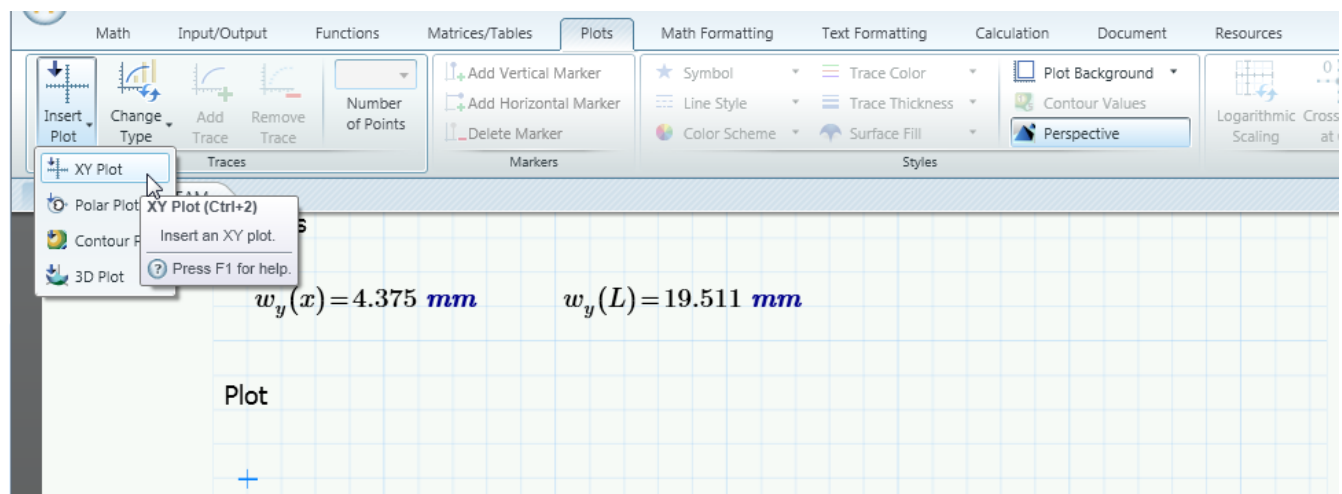 Math Input/Output Functions Matrices/Tables Plots Math Formatting Text Formatting Calculation Document Resources
Insert Plot
Change Type
Add Trace
Remove Trace
Number of Points
Traces
Add Vertical Marker
Add Horizontal Marker
Delete Marker
Markers
Symbol
Line Style
Color Scheme
Trace Color
Trace Thickness
Surface Fill
Plot Background
Contour Values
Perspective
Styles
Logarithmic Scaling
XY Plot
Polar Plot
Contour P
3D Plot
XY Plot (Ctrl+2)
Insert an XY plot.
Press F1 for help.
w_y(x)=4.375 mm w_y(L)=19.511 mm
Plot